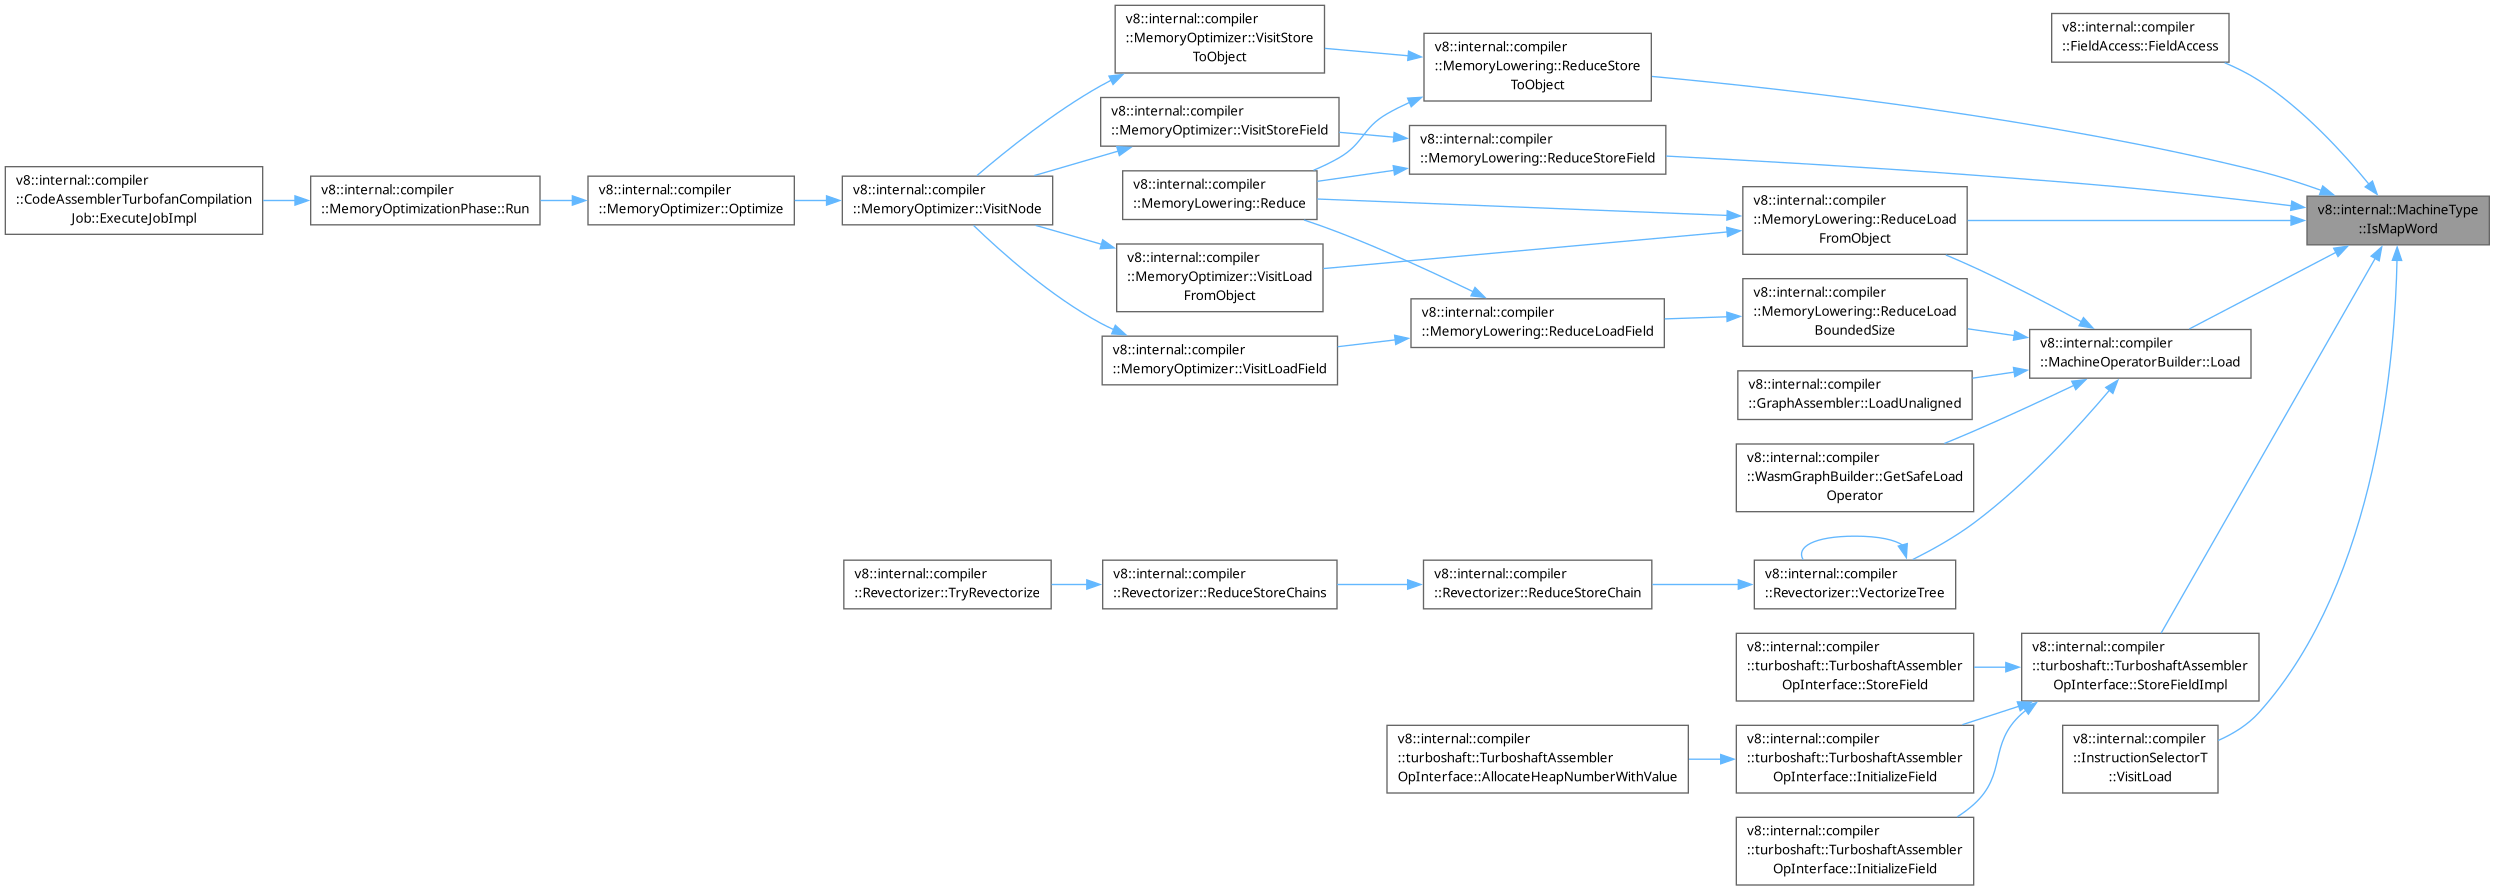 v8::internal::compiler
::MemoryOptimizer::VisitStore
ToObject
v8::internal::compiler
::FieldAccess::FieldAccess
v8::internal::compiler
::MemoryLowering::ReduceStore
ToObject
v8::internal::compiler
::MemoryOptimizer::VisitStoreField
v8::internal::compiler
::MemoryLowering::ReduceStoreField
v8::internal::compiler
::CodeAssemblerTurbofanCompilation
Job::ExecuteJobImpl
v8::internal::compiler
::MemoryOptimizationPhase::Run
v8::internal::compiler
::MemoryOptimizer::Optimize
v8::internal::compiler
::MemoryOptimizer::VisitNode
v8::internal::compiler
::MemoryLowering::Reduce
v8::internal::compiler
::MemoryLowering::ReduceLoad
FromObject
v8::internal::MachineType
::IsMapWord
v8::internal::compiler
::MemoryOptimizer::VisitLoad
FromObject
v8::internal::compiler
::MemoryLowering::ReduceLoad
BoundedSize
v8::internal::compiler
::MemoryLowering::ReduceLoadField
v8::internal::compiler
::MemoryOptimizer::VisitLoadField
v8::internal::compiler
::MachineOperatorBuilder::Load
v8::internal::compiler
::GraphAssembler::LoadUnaligned
v8::internal::compiler
::WasmGraphBuilder::GetSafeLoad
Operator
v8::internal::compiler
::Revectorizer::TryRevectorize
v8::internal::compiler
::Revectorizer::ReduceStoreChains
v8::internal::compiler
::Revectorizer::ReduceStoreChain
v8::internal::compiler
::Revectorizer::VectorizeTree
v8::internal::compiler
::turboshaft::TurboshaftAssembler
OpInterface::StoreField
v8::internal::compiler
::turboshaft::TurboshaftAssembler
OpInterface::StoreFieldImpl
v8::internal::compiler
::turboshaft::TurboshaftAssembler
OpInterface::AllocateHeapNumberWithValue
v8::internal::compiler
::turboshaft::TurboshaftAssembler
OpInterface::InitializeField
v8::internal::compiler
::InstructionSelectorT
::VisitLoad
v8::internal::compiler
::turboshaft::TurboshaftAssembler
OpInterface::InitializeField